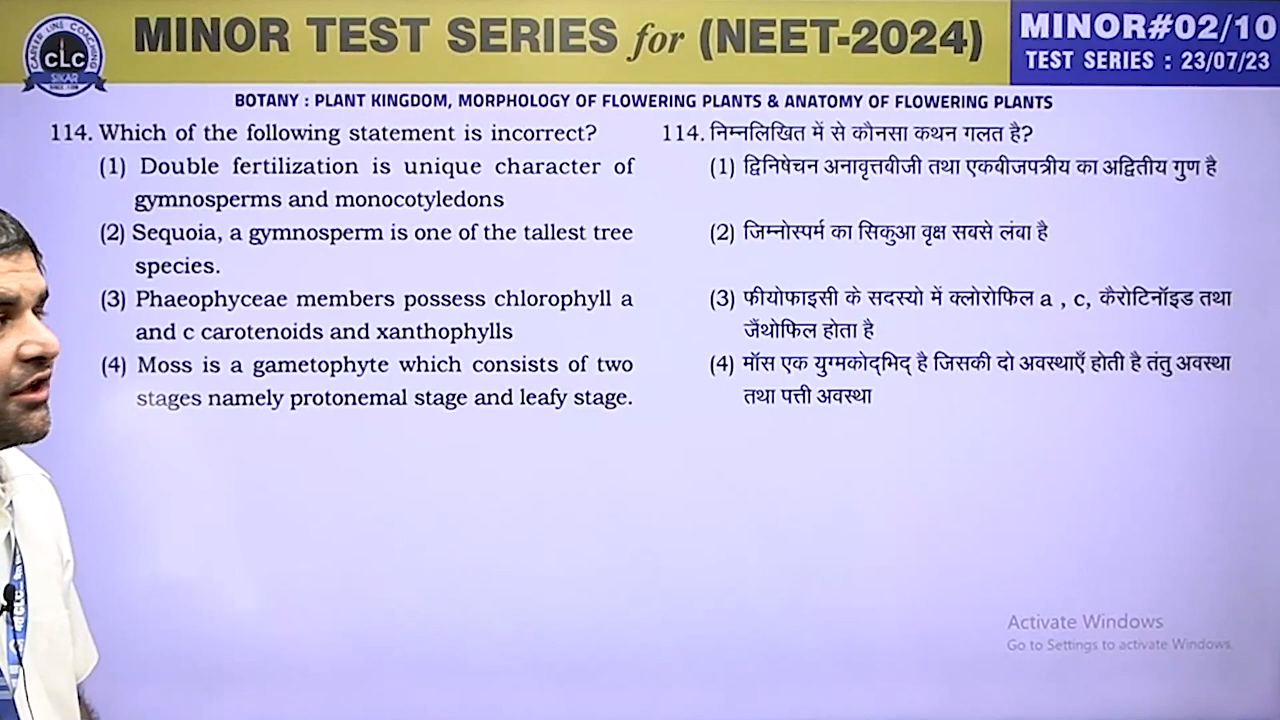 CAREER LINE COACHING
CLC
SIKAR
MINOR TEST SERIES for (NEET-2024)
MINOR#02/10
TEST SERIES : 23/07/23
BOTANY : PLANT KINGDOM, MORPHOLOGY OF FLOWERING PLANTS & ANATOMY OF FLOWERING PLANTS
114. Which of the following statement is incorrect?
(1) Double fertilization is unique character of
gymnosperms and monocotyledons
(2) Sequoia, a gymnosperm is one of the tallest tree
species.
(3) Phaeophyceae members possess chlorophyll a
and c carotenoids and xanthophylls
(4) Moss is a gametophyte which consists of two
stages namely protonemal stage and leafy stage.
114. निम्नलिखित में से कौनसा कथन गलत है?
(1) द्विनिषेचन अनावृत्तबीजी तथा एकबीजपत्रीय का अद्वितीय गुण है
(2) जिम्नोस्पर्म का सिकुआ वृक्ष सबसे लंबा है
(3) फीयोफाइसी के सदस्यो में क्लोरोफिल a , c, कैरोटिनॉइड तथा
जैंथोफिल होता है
(4) मॉस एक युग्मकोद्भिद् है जिसकी दो अवस्थाएँ होती है तंतु अवस्था
तथा पत्ती अवस्था
Activate Windows
Go to Settings to activate Windows.